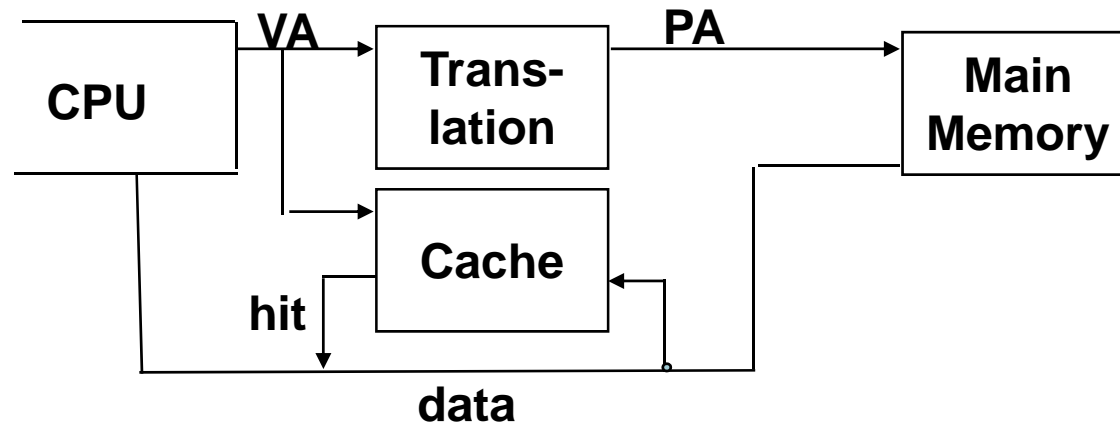 VA
PA
CPU
Trans-
lation
Main
Memory
Cache
hit
data